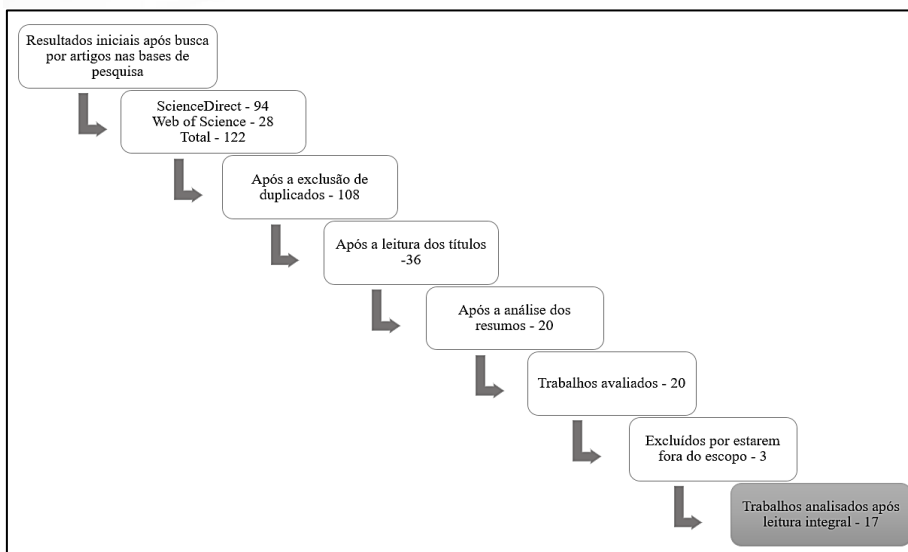 Resultados iniciais após busca
por artigos nas bases de
pesquisa
ScienceDirect - 94
Web of Science - 28
Total - 122
Após a exclusão de
duplicados - 108
Após a leitura dos títulos
-36
Após a análise dos
resumos - 20
Trabalhos avaliados - 20
Excluídos por estarem
fora do escopo - 3
Trabalhos analisados após
leitura integral - 17